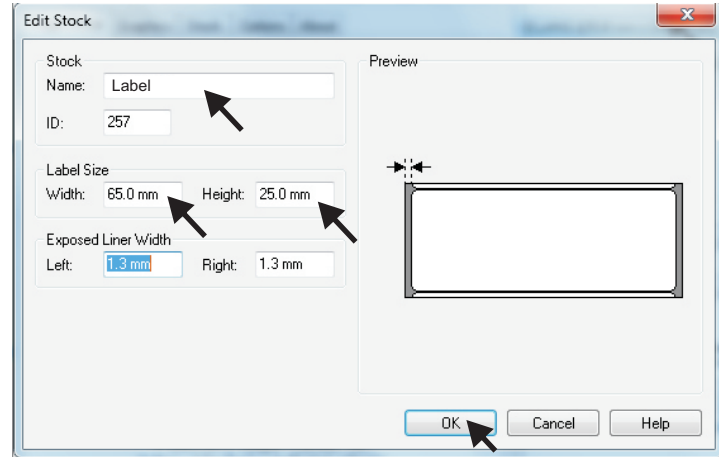 Edit Stock
Stock
Preview
Name: Label
ID: 257
Label Size
Width: 65.0 mm Height: 25.0 mm
Exposed Liner Width
Left: 1.3 mm Right: 1.3 mm
OK Cancel Help